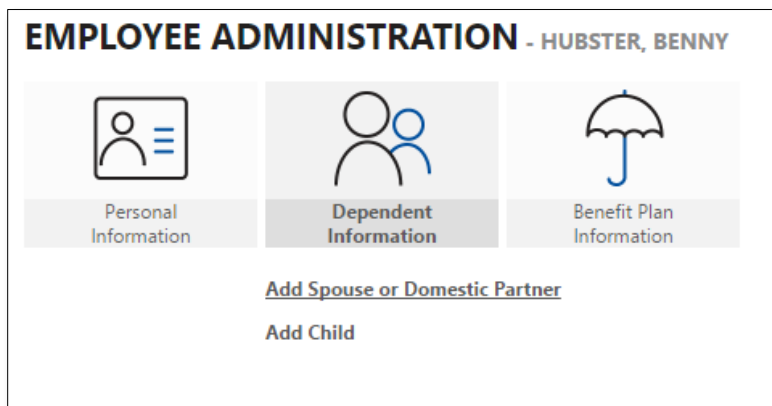 EMPLOYEE ADMINISTRATION - HUBSTER, BENNY
Personal
Information
Dependent
Information
Benefit Plan
Information
Add Spouse or Domestic Partner
Add Child